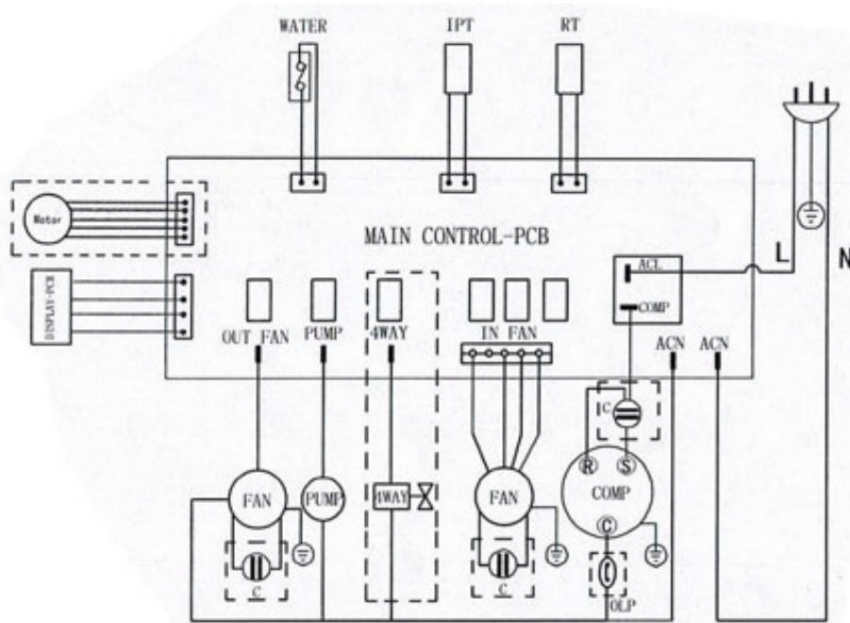 WATER IPT RT
Motor
MAIN CONTROL-PCB
L N
ACL
DISPLAY-PCB
COMP
OUT FAN PUMP 4WAY IN FAN
ACN ACN
C
R S
FAN PUMP 4WAY FAN COMP
C
C C
OLP